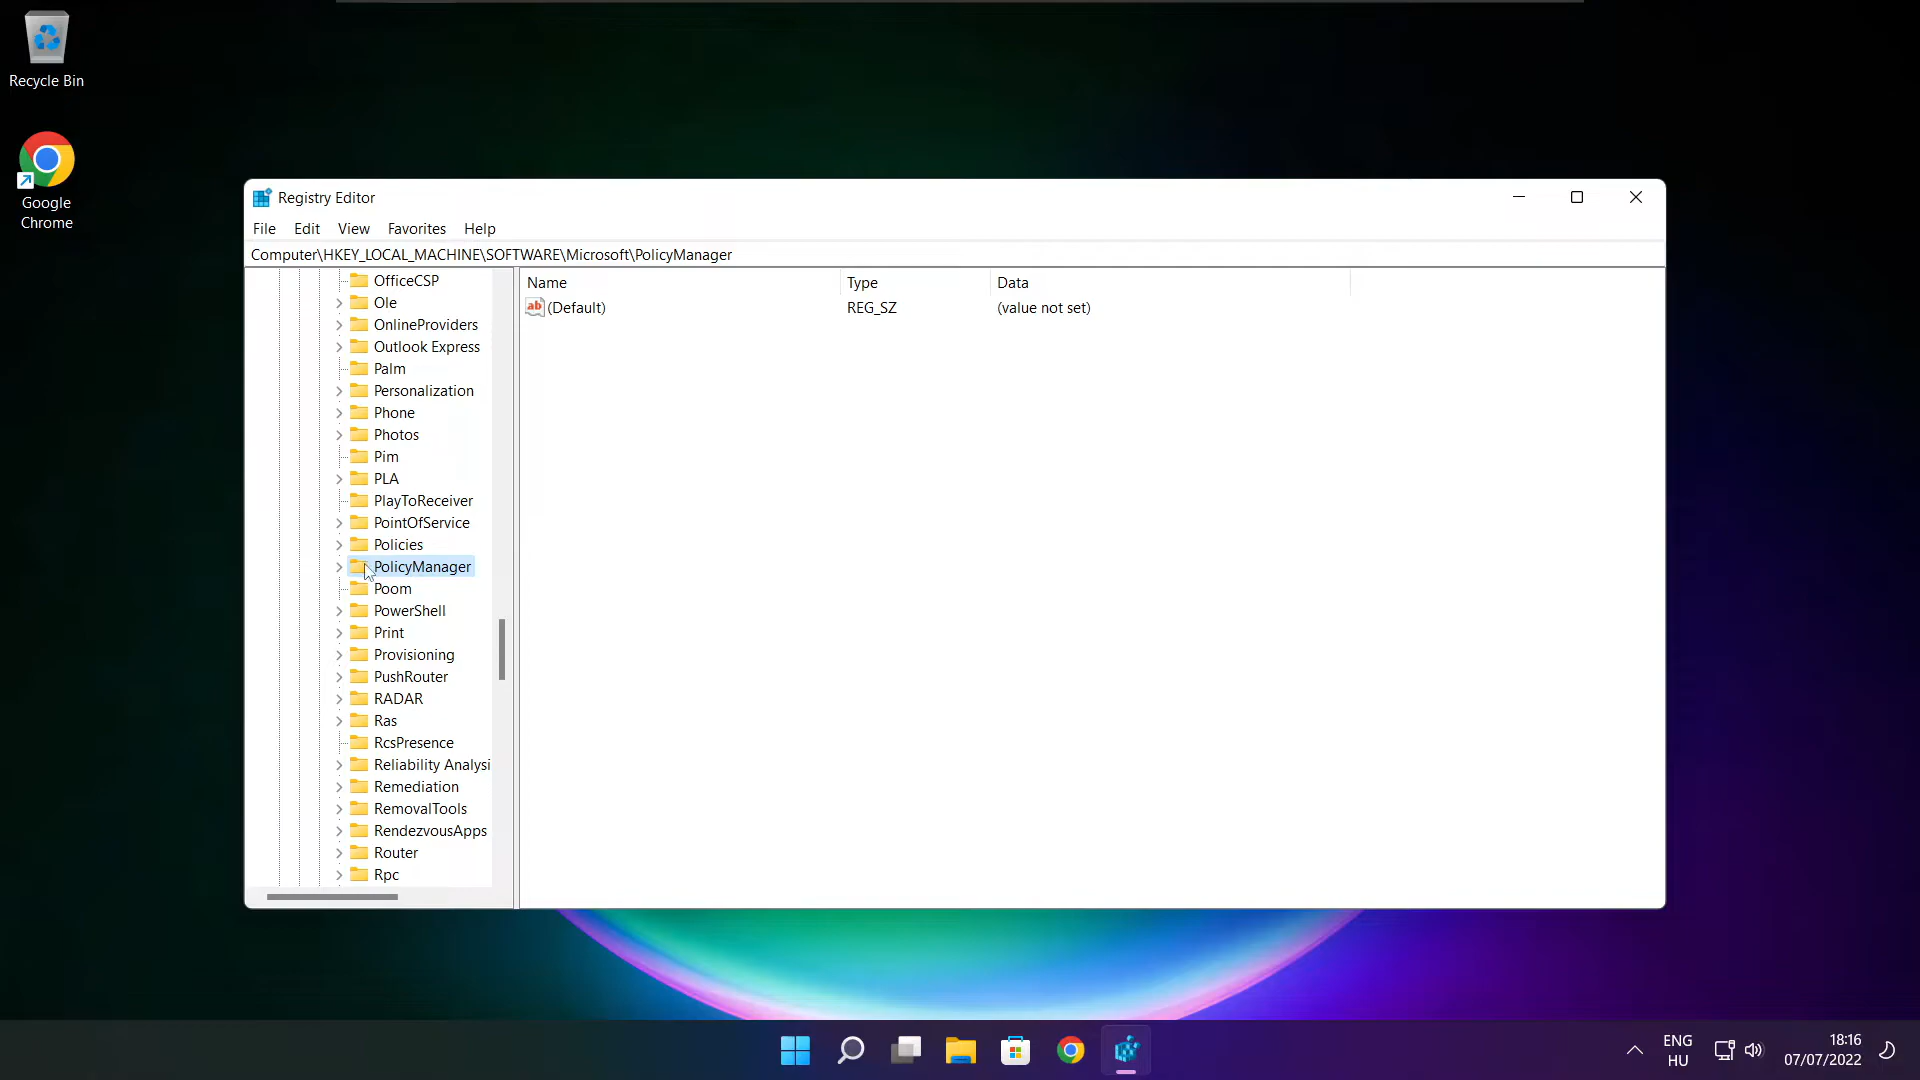 Recycle Bin
Google
Chrome
Registry Editor
File Edit View Favorites Help
Computer\HKEY_LOCAL_MACHINE\SOFTWARE\Microsoft\PolicyManager
OfficeCSP
Ole
OnlineProviders
Outlook Express
Palm
Personalization
Phone
Photos
Pim
PLA
PlayToReceiver
PointOfService
Policies
PolicyManager
Poom
PowerShell
Print
Provisioning
PushRouter
RADAR
Ras
RcsPresence
Reliability Analysi
Remediation
RemovalTools
RendezvousApps
Router
Rpc
Name Type Data
ab (Default) REG_SZ (value not set)
ENG
HU
18:16
07/07/2022